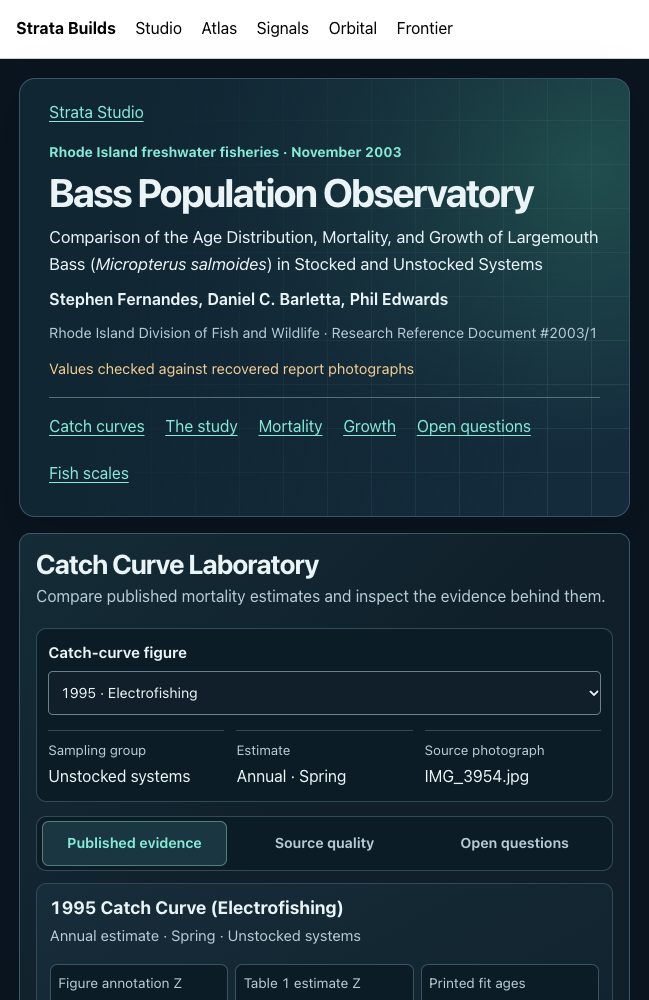 Strata Builds Studio Atlas Signals Orbital Frontier
Strata Studio
Rhode Island freshwater fisheries · November 2003
Bass Population Observatory
Comparison of the Age Distribution, Mortality, and Growth of Largemouth
Bass (Micropterus salmoides) in Stocked and Unstocked Systems
Stephen Fernandes, Daniel C. Barletta, Phil Edwards
Rhode Island Division of Fish and Wildlife · Research Reference Document #2003/1
Values checked against recovered report photographs
Catch curves The study Mortality Growth Open questions
Fish scales
Catch Curve Laboratory
Compare published mortality estimates and inspect the evidence behind them.
Catch-curve figure
1995 · Electrofishing
Sampling group Estimate Source photograph
Unstocked systems Annual · Spring IMG_3954.jpg
Published evidence Source quality Open questions
1995 Catch Curve (Electrofishing)
Annual estimate · Spring · Unstocked systems
Figure annotation Z Table 1 estimate Z Printed fit ages